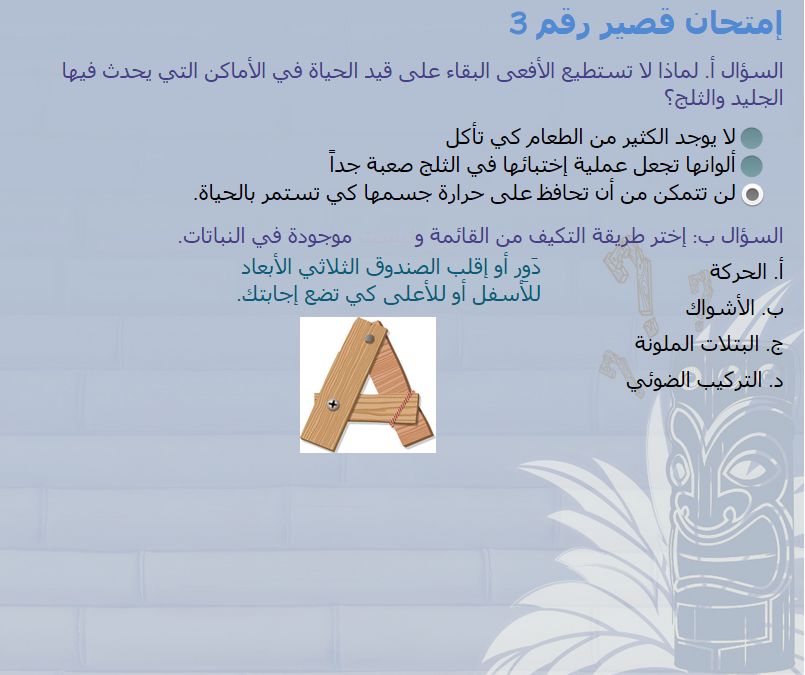 إمتحان قصير رقم 3
السؤال أ. لماذا لا تستطيع الأفعى البقاء على قيد الحياة في الأماكن التي يحدث فيها
الجليد والثلج؟
لا يوجد الكثير من الطعام كي تأكل
ألوانها تجعل عملية إختبائها في الثلج صعبة جداً
لن تتمكن من أن تحافظ على حرارة جسمها كي تستمر بالحياة.
السؤال ب: إختر طريقة التكيف من القائمة و ليست موجودة في النباتات.
أ. الحركة
ب. الأشواك
ج. البتلات الملونة
د. التركيب الضوئي
دَور أو إقلب الصندوق الثلاثي الأبعاد
للأسفل أو للأعلى كي تضع إجابتك.
A